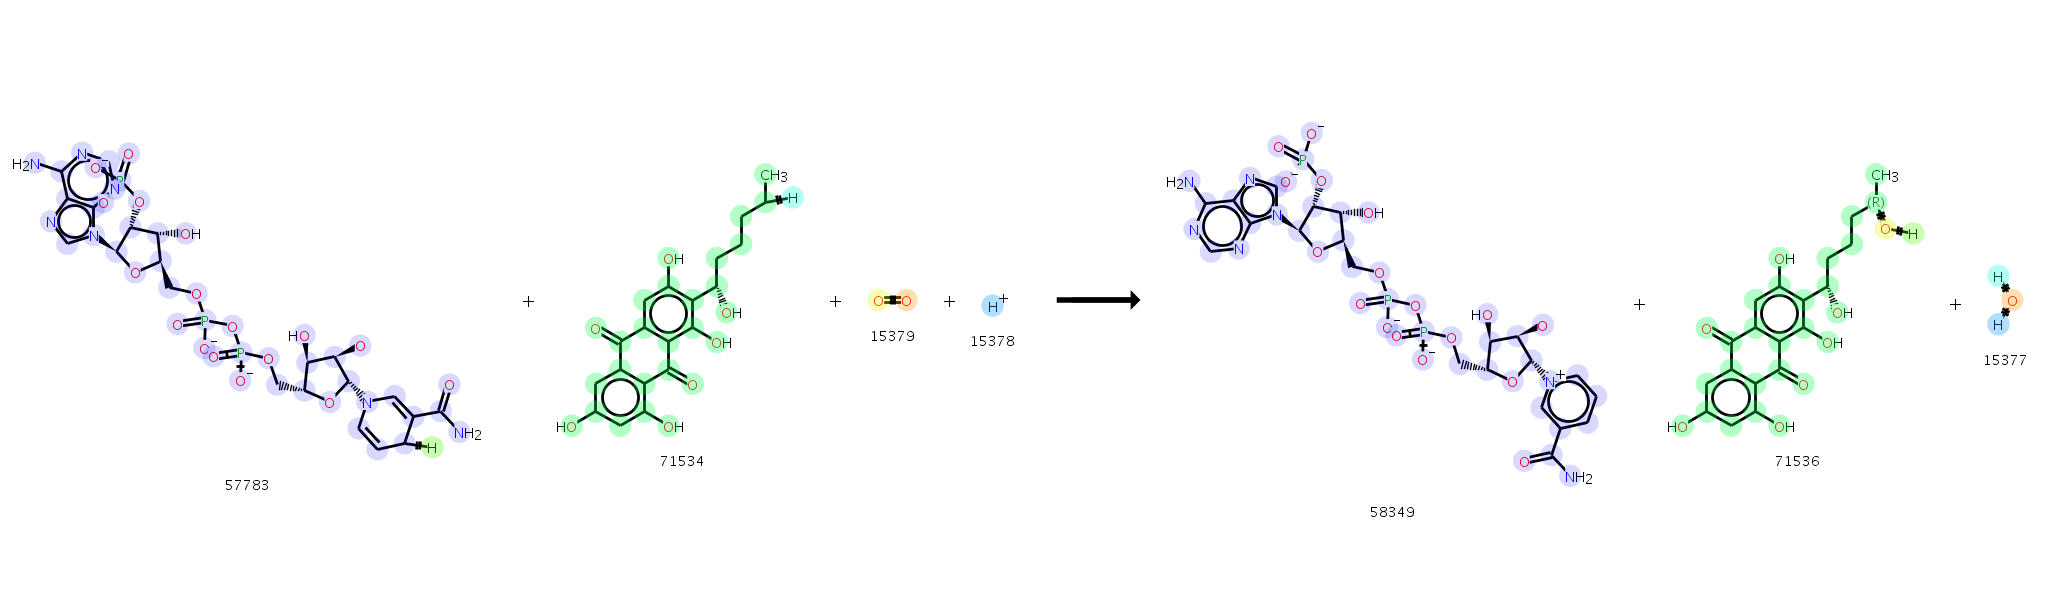 H2N
N
O−
O
P
N
O
O
N
N
OH
O
O
O P O
HO
O−
O P O
O
O−
O
O
N
NH2
H
57783
+
CH3
H
OH
OH
O
OH
O
HO
OH
71534
+
O O
15379
+
H+
15378
O−
O
P
H2N
N
O−
O
N
OH
N
N
O
O
O P O
HO
O
O−
O P O
O−
O
N+
O
NH2
58349
+
CH3
(R)
O H
OH
OH
O
OH
O
HO
OH
71536
+
H
O
H
15377